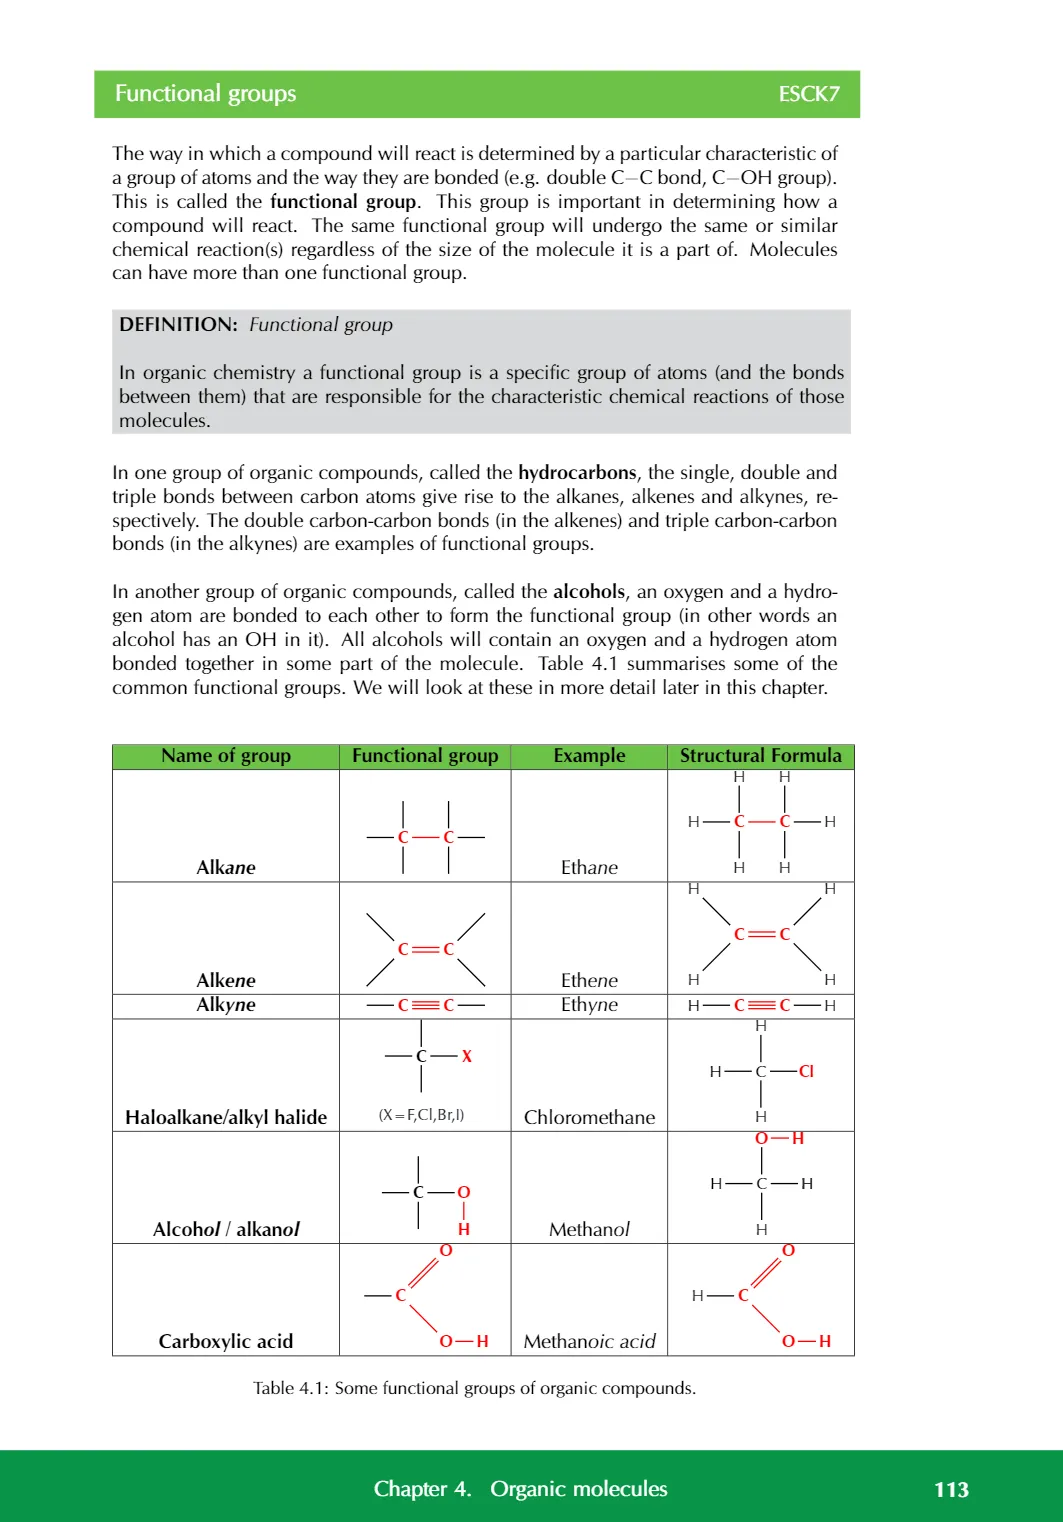 Functional groups ESCK7
The way in which a compound will react is determined by a particular characteristic of
a group of atoms and the way they are bonded (e.g. double C−C bond, C−OH group).
This is called the functional group. This group is important in determining how a
compound will react. The same functional group will undergo the same or similar
chemical reaction(s) regardless of the size of the molecule it is a part of. Molecules
can have more than one functional group.
DEFINITION: Functional group
In organic chemistry a functional group is a specific group of atoms (and the bonds
between them) that are responsible for the characteristic chemical reactions of those
molecules.
In one group of organic compounds, called the hydrocarbons, the single, double and
triple bonds between carbon atoms give rise to the alkanes, alkenes and alkynes, re-
spectively. The double carbon-carbon bonds (in the alkenes) and triple carbon-carbon
bonds (in the alkynes) are examples of functional groups.
In another group of organic compounds, called the alcohols, an oxygen and a hydro-
gen atom are bonded to each other to form the functional group (in other words an
alcohol has an OH in it). All alcohols will contain an oxygen and a hydrogen atom
bonded together in some part of the molecule. Table 4.1 summarises some of the
common functional groups. We will look at these in more detail later in this chapter.
Name of group Functional group Example Structural Formula
H H
H C C H
C C
Alkane Ethane H H
H H
C C
C C
Alkene Ethene H H
Alkyne C C Ethyne H C C H
H
C X
H C Cl
Haloalkane/alkyl halide (X=F,Cl,Br,I) Chloromethane H
O H
H C H
C O
Alcohol / alkanol H Methanol H
O O
C H C
Carboxylic acid O H Methanoic acid O H
Table 4.1: Some functional groups of organic compounds.
Chapter 4. Organic molecules 113